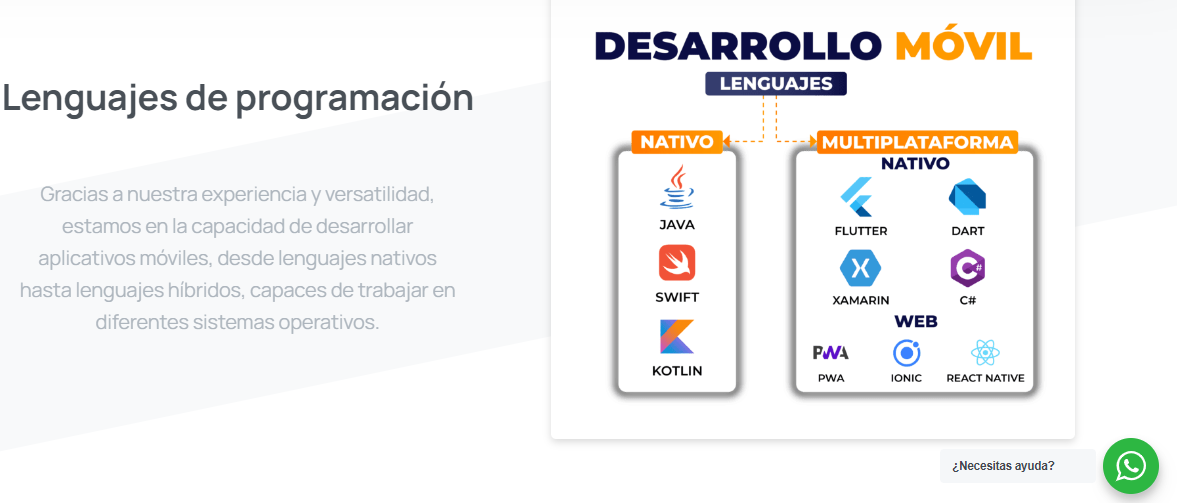 Lenguajes de programación
Gracias a nuestra experiencia y versatilidad,
estamos en la capacidad de desarrollar
aplicativos móviles, desde lenguajes nativos
hasta lenguajes híbridos, capaces de trabajar en
diferentes sistemas operativos.
DESARROLLO MÓVIL
LENGUAJES
NATIVO
JAVA
SWIFT
KOTLIN
MULTIPLATAFORMA
NATIVO
FLUTTER DART
XAMARIN C#
WEB
PWA
PWA IONIC REACT NATIVE
¿Necesitas ayuda?